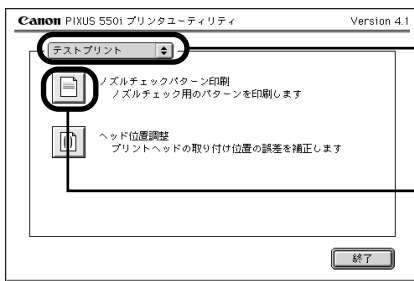 Canon PIXUS 550i プリンタユーティリティ Version 4.1
テストプリント
ノズルチェックパターン印刷
ノズルチェック用のパターンを印刷します
ヘッド位置調整
プリントヘッドの取り付け位置の誤差を補正します
終了